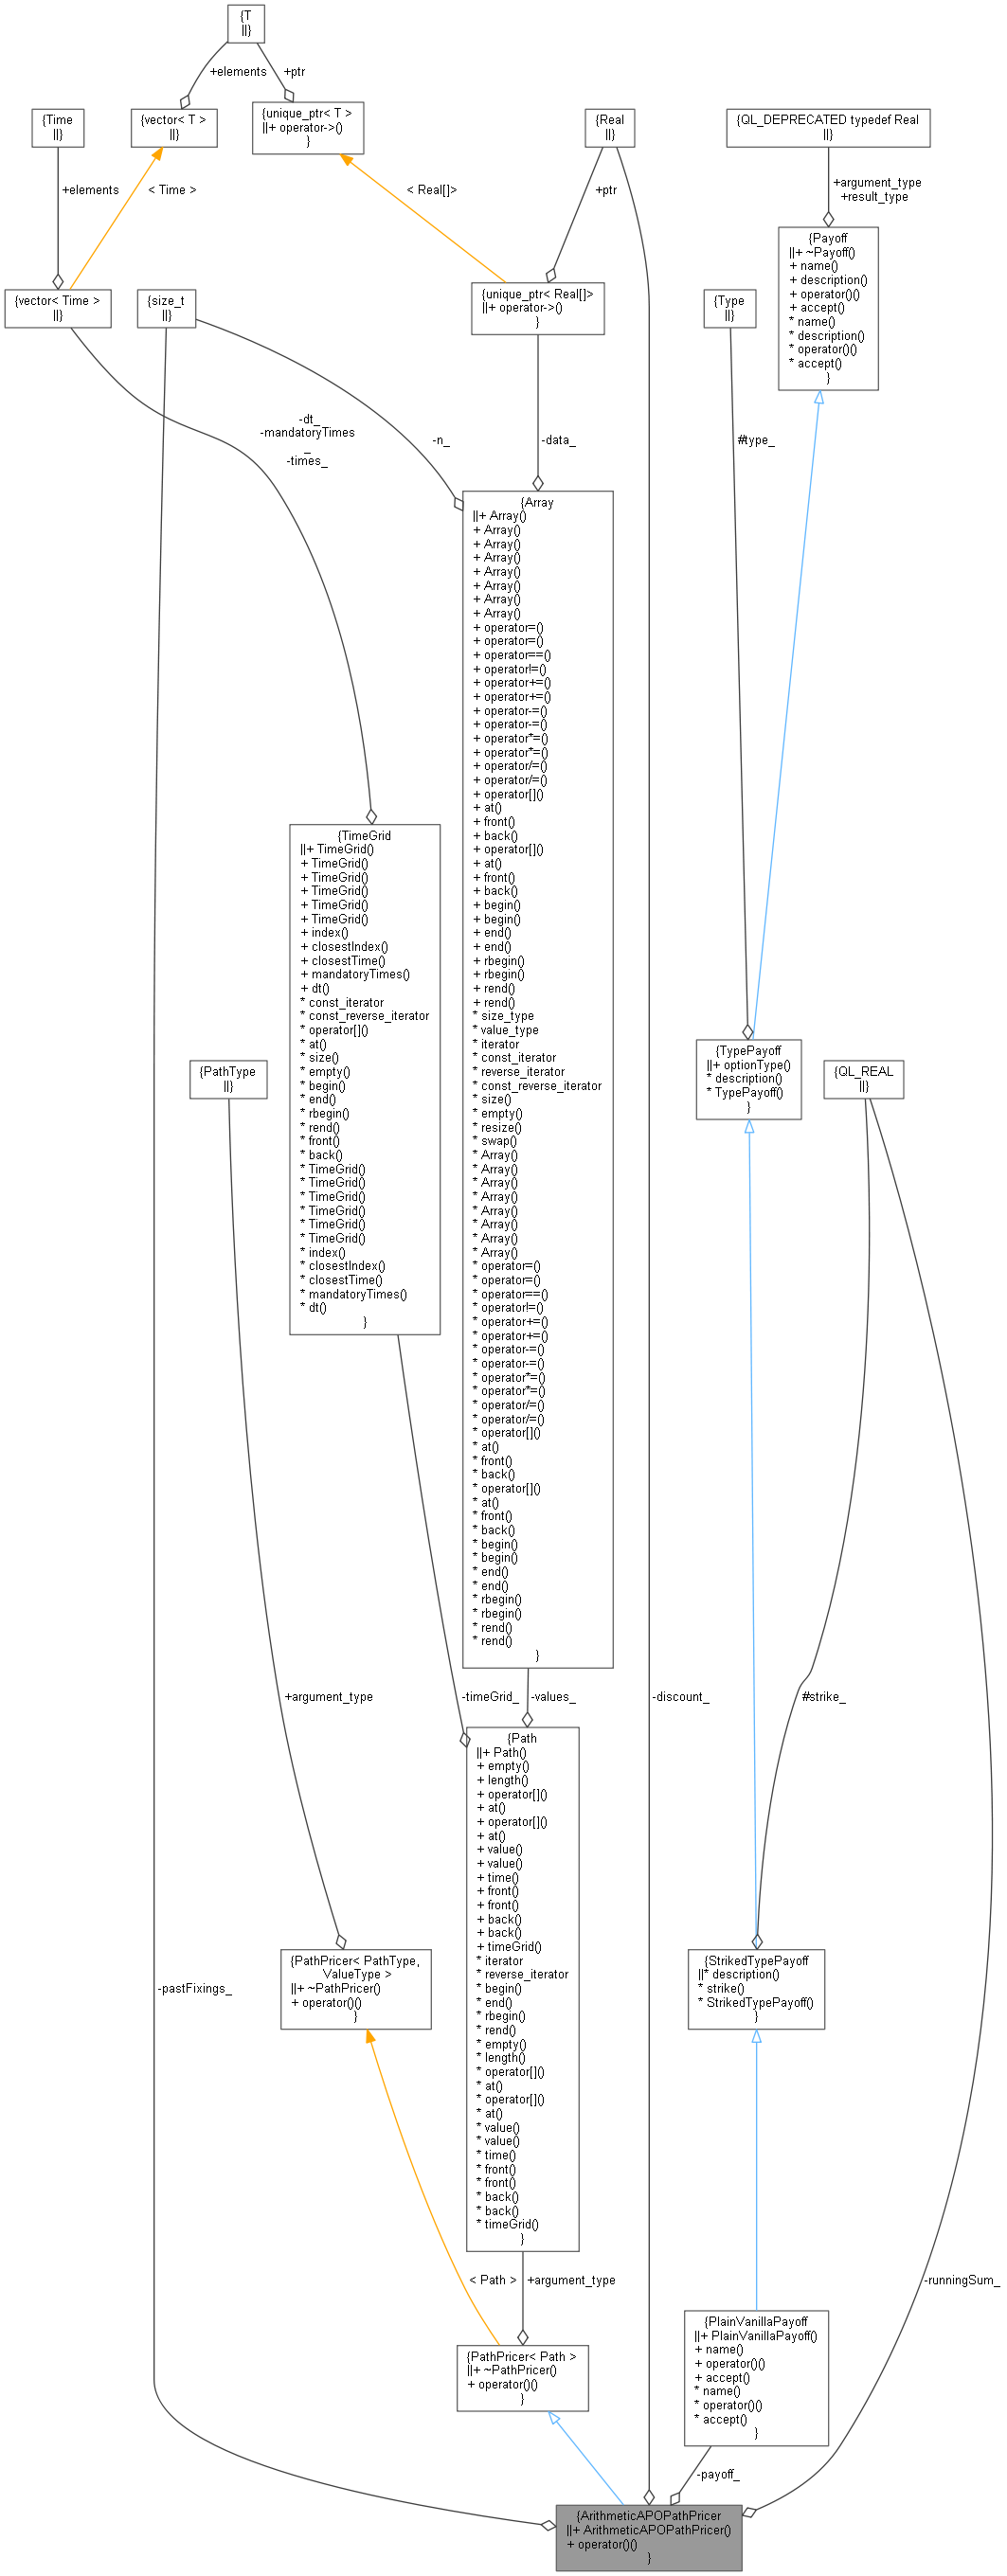 {T
||}
+elements
+ptr
{Time
||}
{vector< T >
||}
{unique_ptr< T >
||+ operator->()
}
{Real
||}
{QL_DEPRECATED typedef Real
||}
+elements
< Time >
< Real[]>
+ptr
+argument_type
+result_type
{Payoff
||+ ~Payoff()
+ name()
+ description()
+ operator()()
+ accept()
* name()
* description()
* operator()()
* accept()
}
{vector< Time >
||}
{size_t
||}
{unique_ptr< Real[]>
||+ operator->()
}
{Type
||}
-dt_
-mandatoryTimes
_
-times_
-n_
-data_
#type_
{Array
||+ Array()
+ Array()
+ Array()
+ Array()
+ Array()
+ Array()
+ Array()
+ Array()
+ operator=()
+ operator=()
+ operator==()
+ operator!=()
+ operator+=()
+ operator+=()
+ operator-=()
+ operator-=()
+ operator*=()
+ operator*=()
+ operator/=()
+ operator/=()
+ operator[]()
+ at()
+ front()
+ back()
+ operator[]()
+ at()
+ front()
+ back()
+ begin()
+ begin()
+ end()
+ end()
+ rbegin()
+ rbegin()
+ rend()
+ rend()
* size_type
* value_type
* iterator
* const_iterator
* reverse_iterator
* const_reverse_iterator
* size()
* empty()
* resize()
* swap()
* Array()
* Array()
* Array()
* Array()
* Array()
* Array()
* Array()
* Array()
* operator=()
* operator=()
* operator==()
* operator!=()
* operator+=()
* operator+=()
* operator-=()
* operator-=()
* operator*=()
* operator*=()
* operator/=()
* operator/=()
* operator[]()
* at()
* front()
* back()
* operator[]()
* at()
* front()
* back()
* begin()
* begin()
* end()
* end()
* rbegin()
* rbegin()
* rend()
* rend()
}
{TimeGrid
||+ TimeGrid()
+ TimeGrid()
+ TimeGrid()
+ TimeGrid()
+ TimeGrid()
+ TimeGrid()
+ index()
+ closestIndex()
+ closestTime()
+ mandatoryTimes()
+ dt()
* const_iterator
* const_reverse_iterator
* operator[]()
* at()
* size()
* empty()
* begin()
* end()
* rbegin()
* rend()
* front()
* back()
* TimeGrid()
* TimeGrid()
* TimeGrid()
* TimeGrid()
* TimeGrid()
* TimeGrid()
* index()
* closestIndex()
* closestTime()
* mandatoryTimes()
* dt()
}
{PathType
||}
{TypePayoff
||+ optionType()
* description()
* TypePayoff()
}
{QL_REAL
||}
+argument_type
-timeGrid_
-values_
-discount_
#strike_
{Path
||+ Path()
+ empty()
+ length()
+ operator[]()
+ at()
+ operator[]()
+ at()
+ value()
+ value()
+ time()
+ front()
+ front()
+ back()
+ back()
+ timeGrid()
* iterator
* reverse_iterator
* begin()
* end()
* rbegin()
* rend()
* empty()
* length()
* operator[]()
* at()
* operator[]()
* at()
* value()
* value()
* time()
* front()
* front()
* back()
* back()
* timeGrid()
}
-pastFixings_
{PathPricer< PathType,
ValueType >
||+ ~PathPricer()
+ operator()()
}
{StrikedTypePayoff
||* description()
* strike()
* StrikedTypePayoff()
}
< Path >
+argument_type
-runningSum_
{PathPricer< Path >
||+ ~PathPricer()
+ operator()()
}
{PlainVanillaPayoff
||+ PlainVanillaPayoff()
+ name()
+ operator()()
+ accept()
* name()
* operator()()
* accept()
}
-payoff_
{ArithmeticAPOPathPricer
||+ ArithmeticAPOPathPricer()
+ operator()()
}